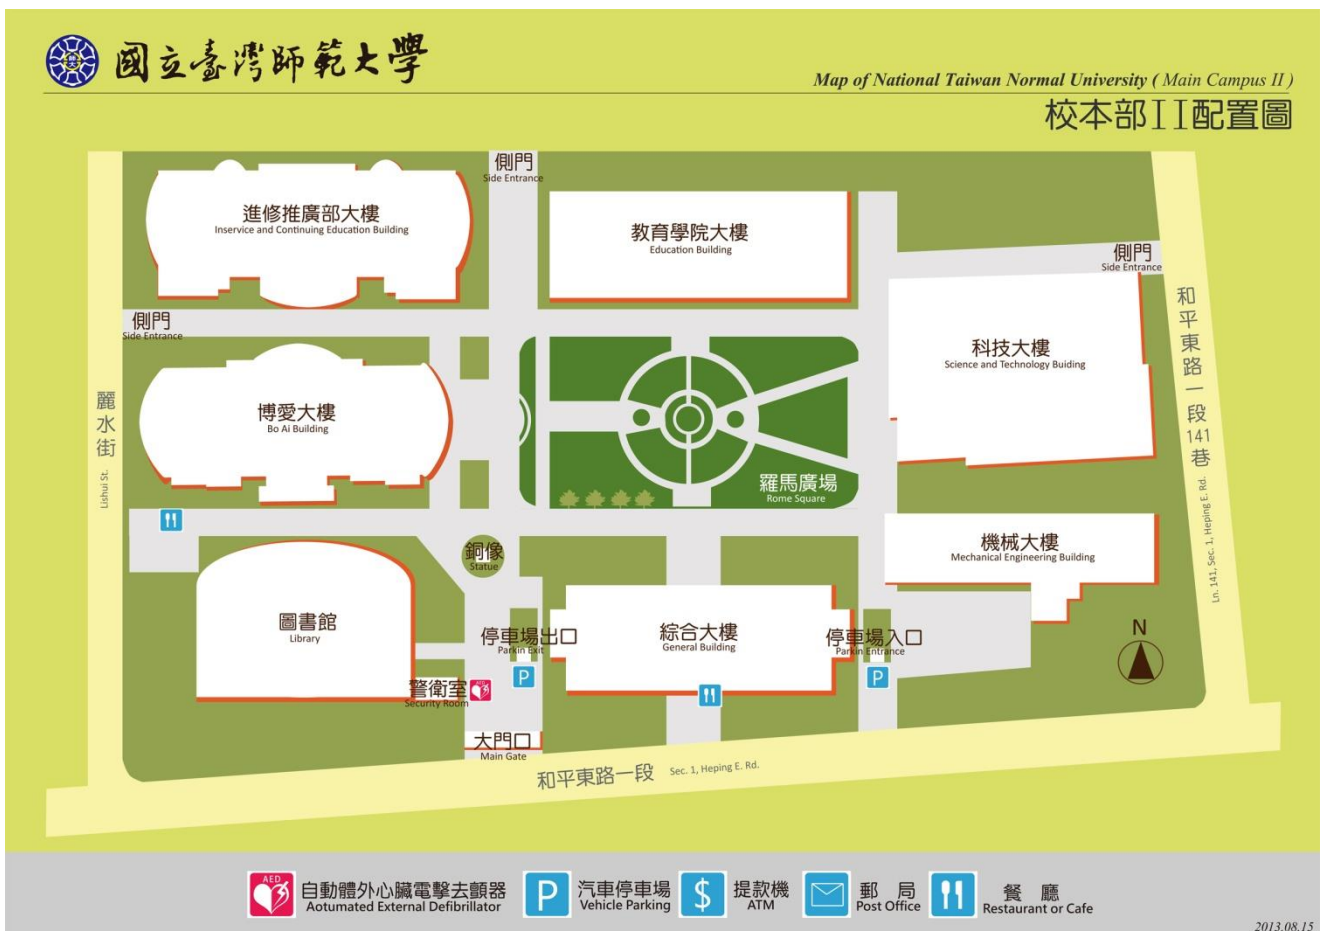 國立臺灣師範大學
Map of National Taiwan Normal University ( Main Campus II )
校本部II配置圖
側門
Side Entrance
進修推廣部大樓
Inservice and Continuing Education Building
教育學院大樓
Education Building
側門
Side Entrance
側門
Side Entrance
和平東路一段141巷
Ln. 141, Sec. 1, Heping E. Rd.
科技大樓
Science and Technology Buiding
麗水街
Lishui St.
博愛大樓
Bo Ai Building
羅馬廣場
Rome Square
銅像
Statue
機械大樓
Mechanical Engineering Building
圖書館
Library
停車場出口
Parkin Exit
P
綜合大樓
General Building
停車場入口
Parkin Entrance
P
N
警衛室
Security Room
AED
大門口
Main Gate
和平東路一段 Sec. 1, Heping E. Rd.
AED
自動體外心臟電擊去顫器
Aotumated External Defibrillator
P
汽車停車場
Vehicle Parking
$
提款機
ATM
郵 局
Post Office
餐 廳
Restaurant or Cafe
2013.08.15